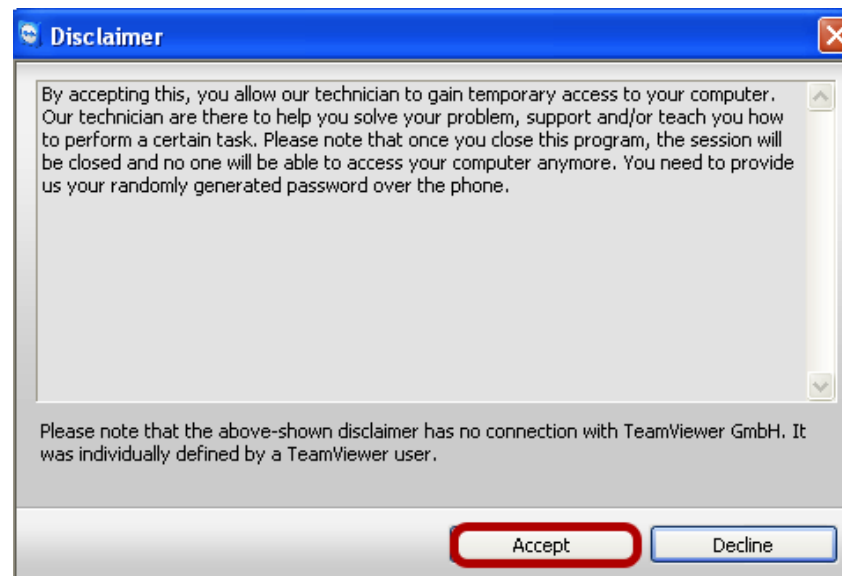 Disclaimer
By accepting this, you allow our technician to gain temporary access to your computer.
Our technician are there to help you solve your problem, support and/or teach you how
to perform a certain task. Please note that once you close this program, the session will
be closed and no one will be able to access your computer anymore. You need to provide
us your randomly generated password over the phone.
Please note that the above-shown disclaimer has no connection with TeamViewer GmbH. It
was individually defined by a TeamViewer user.
Accept Decline